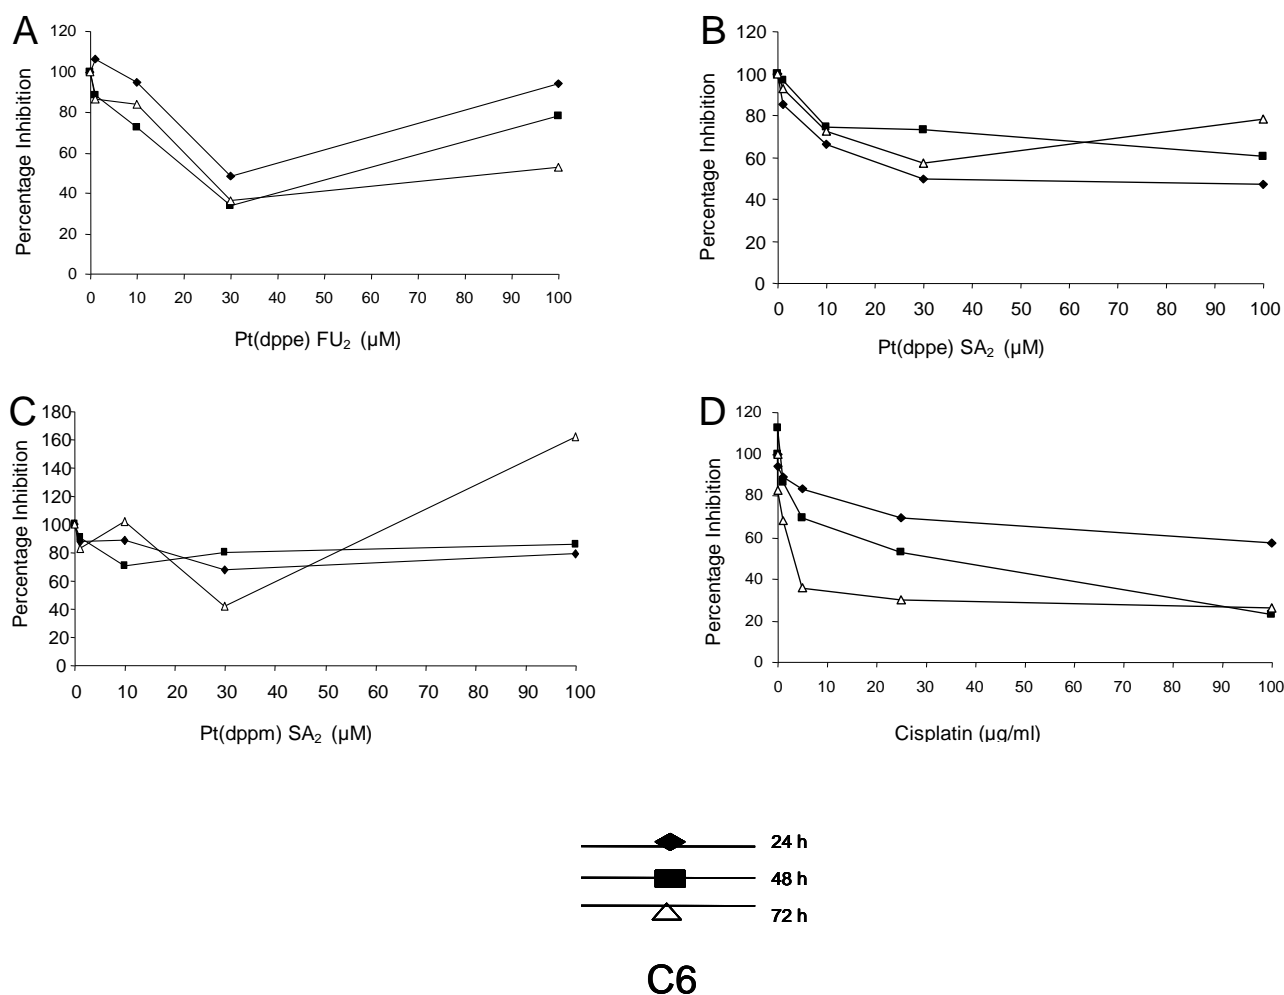 A
120
100
80
60
40
20
0
0 10 20 30 40 50 60 70 80 90 100
Percentage Inhibition
Pt(dppe) FU₂ (µM)
B
120
100
80
60
40
20
0
0 10 20 30 40 50 60 70 80 90 100
Percentage Inhibition
Pt(dppe) SA₂ (µM)
C
180
160
140
120
100
80
60
40
20
0
0 10 20 30 40 50 60 70 80 90 100
Percentage Inhibition
Pt(dppm) SA₂ (µM)
D
120
100
80
60
40
20
0
0 10 20 30 40 50 60 70 80 90 100
Percentage Inhibition
Cisplatin (µg/ml)
24 h
48 h
72 h
C6